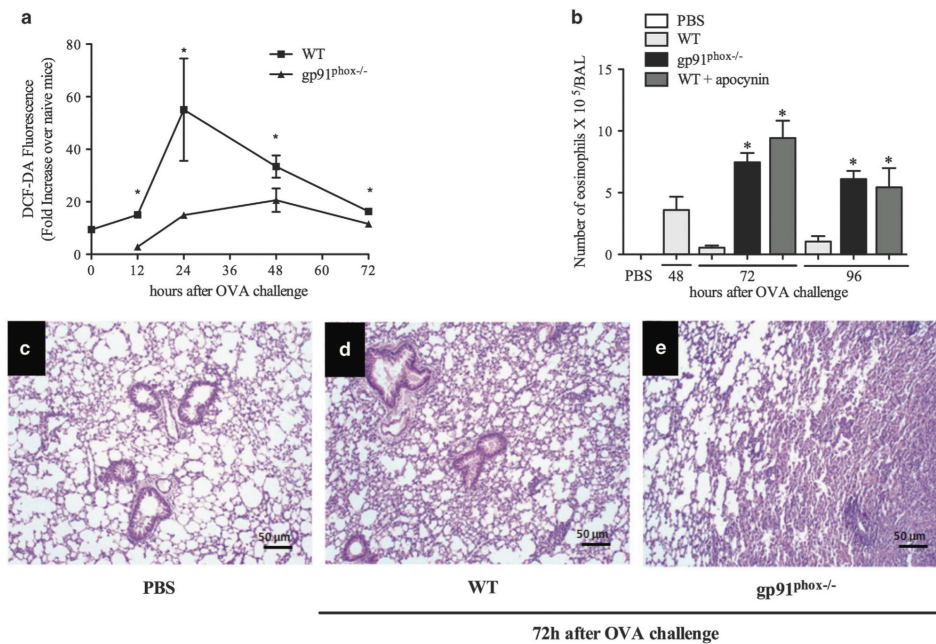 a
DCF-DA Fluorescence
(Fold Increase over naive mice)
80
60
40
20
0
*
*
*
*
WT
gp91phox-/-
0 12 24 36 48 60 72
hours after OVA challenge
b
PBS
WT
gp91phox-/-
WT + apocynin
Number of eosinophils X 10 5/BAL
15
10
5
0
*
*
*
*
PBS 48 72 96
hours after OVA challenge
c
50 µm
d
50 µm
e
50 µm
PBS
WT
gp91phox-/-
72h after OVA challenge